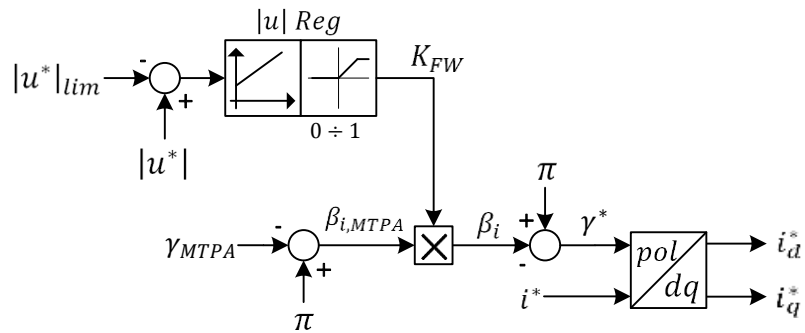 |u| Reg
-
|u*|lim
+
|u*|
0 ÷ 1
K_FW
π
γ_MTPA
-
β_i,MTPA
+
π
β_i
+
-
γ*
pol
dq
i*
i_d*
i_q*